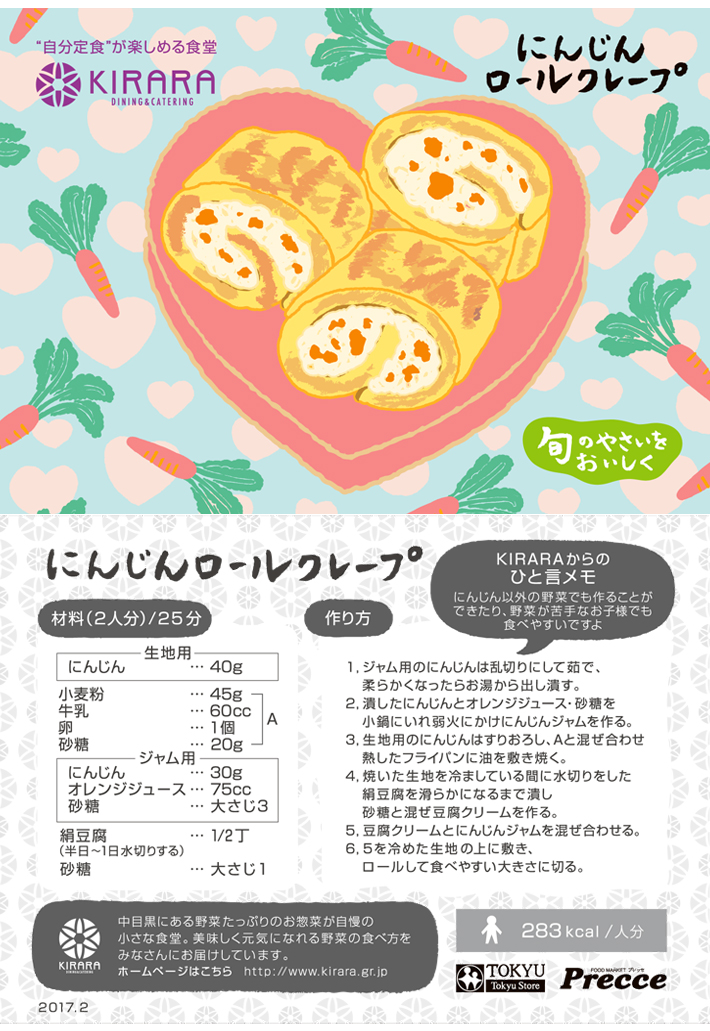 “自分定食”が楽しめる食堂
KIRARA
DINING&CATERING
にんじん
ロールクレープ
旬のやさいを
おいしく
にんじんロールクレープ
KIRARAからの
ひと言メモ
にんじん以外の野菜でも作ることが
できたり、野菜が苦手なお子様でも
食べやすいですよ
材料(2人分)/25分
生地用
にんじん … 40g
小麦粉 … 45g
牛乳 … 60cc
卵 … 1個
砂糖 … 20g
A
ジャム用
にんじん … 30g
オレンジジュース … 75cc
砂糖 … 大さじ3
絹豆腐 … 1/2丁
(半日~1日水切りする)
砂糖 … 大さじ1
作り方
1, ジャム用のにんじんは乱切りにして茹で、
柔らかくなったらお湯から出し潰す。
2, 潰したにんじんとオレンジジュース・砂糖を
小鍋にいれ弱火にかけにんじんジャムを作る。
3, 生地用のにんじんはすりおろし、Aと混ぜ合わせ
熱したフライパンに油を敷き焼く。
4, 焼いた生地を冷ましている間に水切りをした
絹豆腐を滑らかになるまで潰し
砂糖と混ぜ豆腐クリームを作る。
5, 豆腐クリームとにんじんジャムを混ぜ合わせる。
6, 5を冷めた生地の上に敷き、
ロールして食べやすい大きさに切る。
KIRARA
DINING&CATERING
中目黒にある野菜たっぷりのお惣菜が自慢の
小さな食堂。美味しく元気になれる野菜の食べ方を
みなさんにお届けしています。
ホームページはこちら http://www.kirara.gr.jp
283kcal/人分
TOKYU
Tokyu Store
FOOD MARKET プレッセ
Precce
2017.2